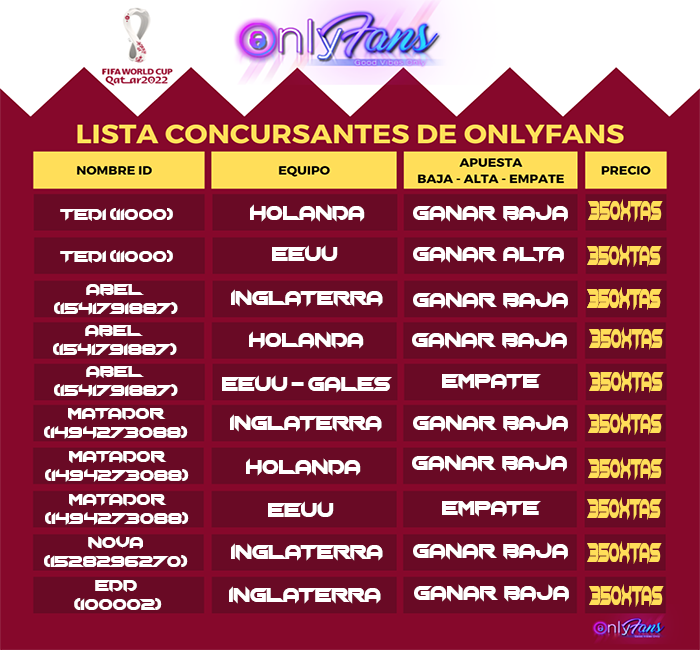 FIFA WORLD CUP
Qatar2022
OnlyFans
Good Vibes Only
LISTA CONCURSANTES DE ONLYFANS
NOMBRE ID EQUIPO APUESTA BAJA - ALTA - EMPATE PRECIO
TEDI (11000) HOLANDA GANAR BAJA 350XTAS
TEDI (11000) EEUU GANAR ALTA 350XTAS
ABEL (1541791887) INGLATERRA GANAR BAJA 350XTAS
ABEL (1541791887) HOLANDA GANAR BAJA 350XTAS
ABEL (1541791887) EEUU - GALES EMPATE 350XTAS
MATADOR (1494273088) INGLATERRA GANAR BAJA 350XTAS
MATADOR (1494273088) HOLANDA GANAR BAJA 350XTAS
MATADOR (1494273088) EEUU EMPATE 350XTAS
NOVA (1528296270) INGLATERRA GANAR BAJA 350XTAS
EDD (100002) INGLATERRA GANAR BAJA 350XTAS
OnlyFans